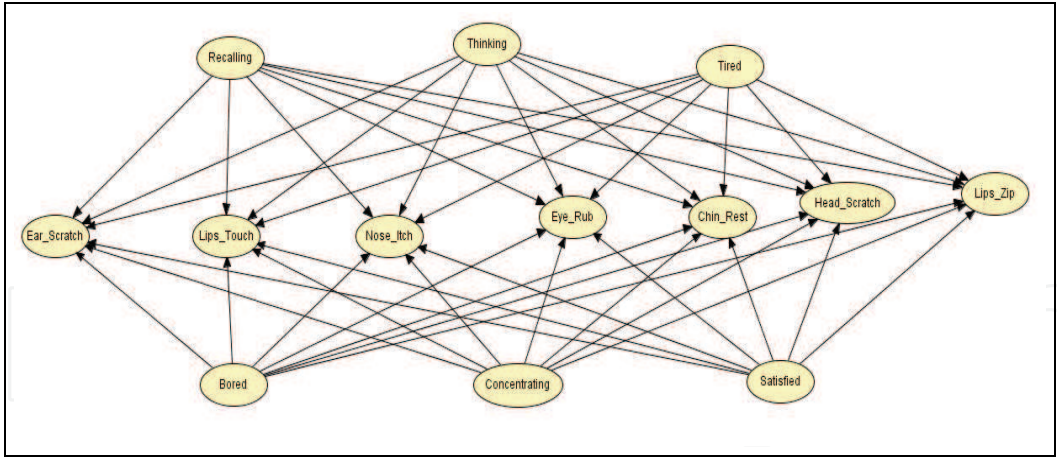 Recalling
Thinking
Tired
Ear_Scratch
Lips_Touch
Nose_Itch
Eye_Rub
Chin_Rest
Head_Scratch
Lips_Zip
Bored
Concentrating
Satisfied